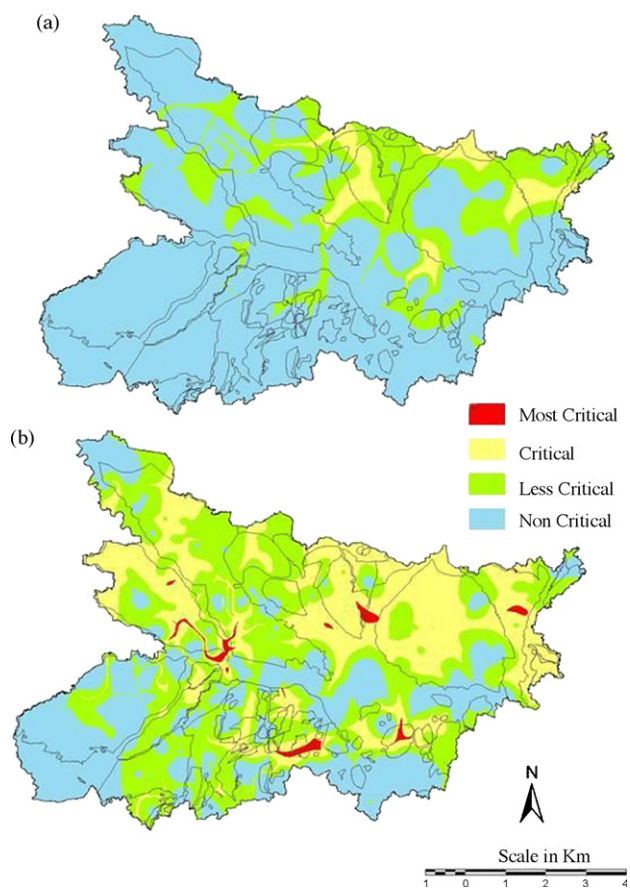 (a)
Most Critical
(b)
Critical
Less Critical
Non Critical
N
Scale in Km
1 0 1 2 3 4